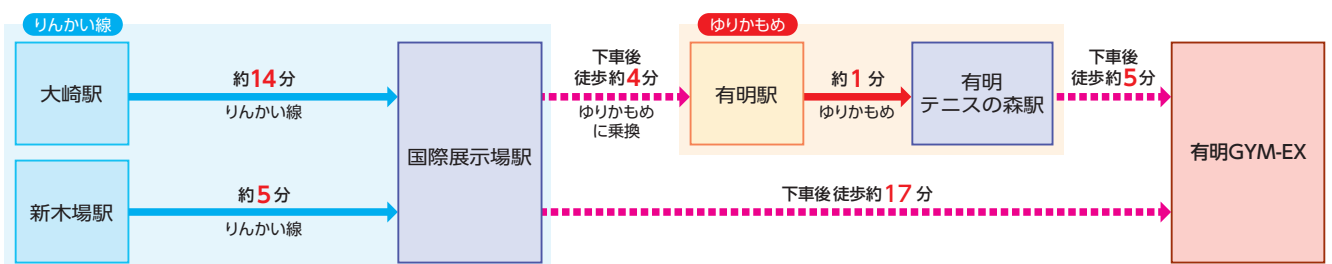 りんかい線
大崎駅
約14分
りんかい線
新木場駅
約5分
りんかい線
国際展示場駅
下車後
徒歩約4分
ゆりかもめ
に乗換
ゆりかもめ
有明駅
約1分
ゆりかもめ
有明
テニスの森駅
下車後
徒歩約5分
下車後 徒歩約17分
有明GYM-EX